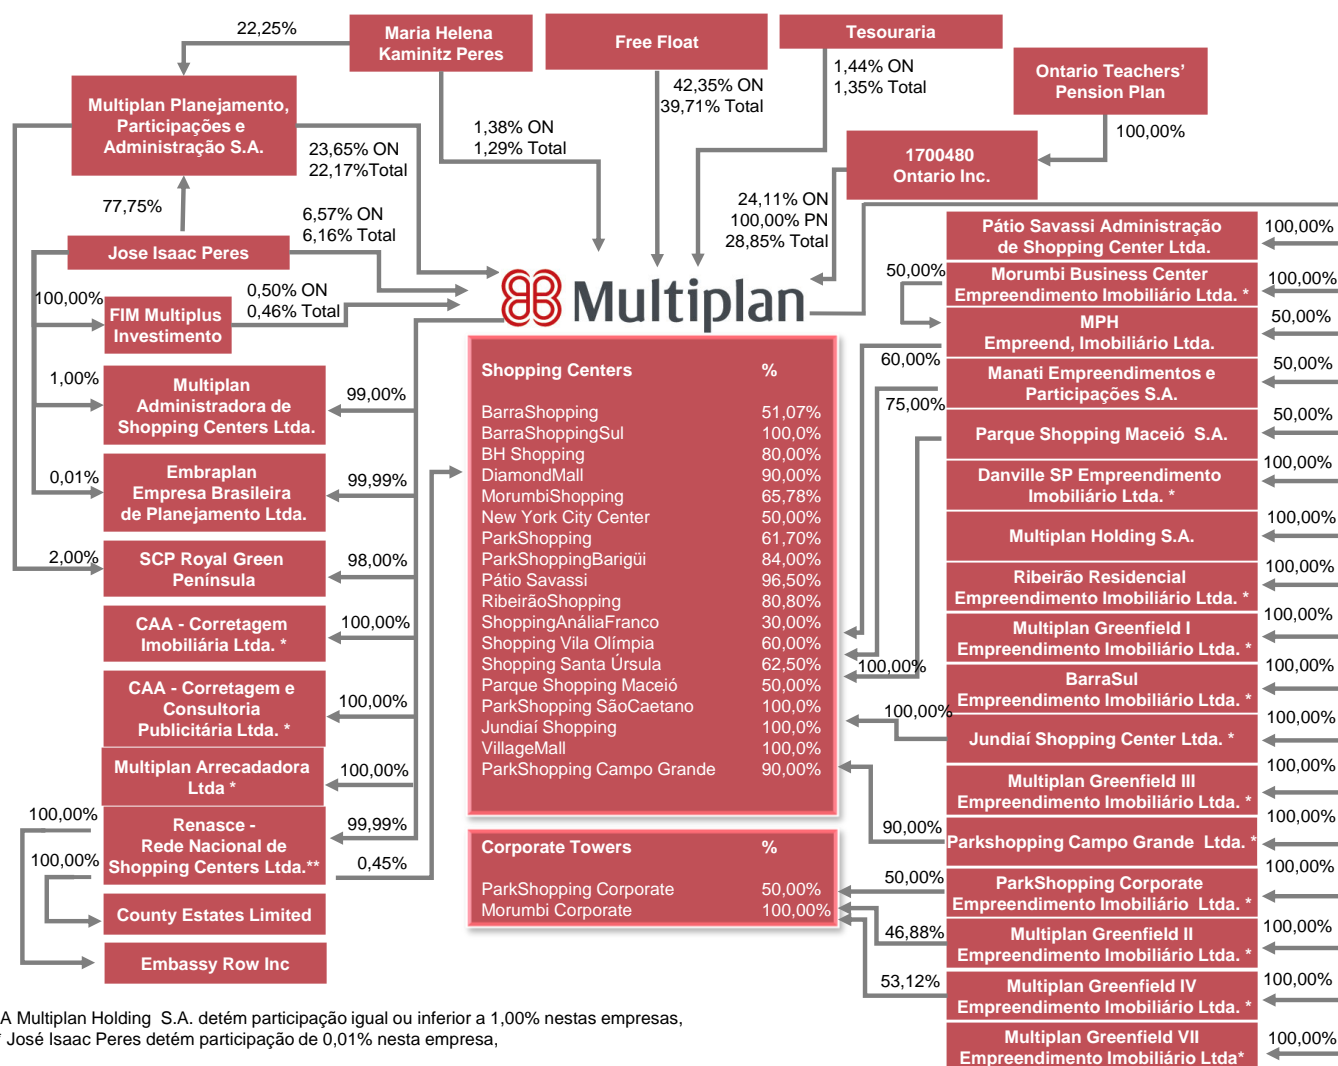 22,25%
Maria Helena
Kaminitz Peres
Free Float
Tesouraria
Ontario Teachers'
Pension Plan
Multiplan Planejamento,
Participações e
Administração S.A.
42,35% ON
39,71% Total
1,44% ON
1,35% Total
100,00%
1,38% ON
1,29% Total
23,65% ON
22,17%Total
1700480
Ontario Inc.
77,75%
6,57% ON
6,16% Total
24,11% ON
100,00% PN
28,85% Total
Jose Isaac Peres
100,00%
FIM Multiplus
Investimento
0,50% ON
0,46% Total
Multiplan
1,00%
Multiplan
Administradora de
Shopping Centers Ltda.
99,00%
0,01%
Embraplan
Empresa Brasileira
de Planejamento Ltda.
99,99%
2,00%
SCP Royal Green
Península
98,00%
CAA - Corretagem
Imobiliária Ltda. *
100,00%
CAA - Corretagem e
Consultoria
Publicitária Ltda. *
100,00%
Multiplan Arrecadadora
Ltda *
100,00%
100,00%
Renasce -
Rede Nacional de
Shopping Centers Ltda.**
99,99%
100,00%
0,45%
County Estates Limited
Embassy Row Inc
Shopping Centers %
BarraShopping 51,07%
BarraShoppingSul 100,0%
BH Shopping 80,00%
DiamondMall 90,00%
MorumbiShopping 65,78%
New York City Center 50,00%
ParkShopping 61,70%
ParkShoppingBarigüi 84,00%
Pátio Savassi 96,50%
RibeirãoShopping 80,80%
ShoppingAnáliaFranco 30,00%
Shopping Vila Olímpia 60,00%
Shopping Santa Úrsula 62,50%
Parque Shopping Maceió 50,00%
ParkShopping SãoCaetano 100,0%
Jundiaí Shopping 100,0%
VillageMall 100,0%
ParkShopping Campo Grande 90,00%
Corporate Towers %
ParkShopping Corporate 50,00%
Morumbi Corporate 100,00%
Pátio Savassi Administração
de Shopping Center Ltda.
100,00%
50,00%
Morumbi Business Center
Empreendimento Imobiliário Ltda. *
100,00%
MPH
Empreend, Imobiliário Ltda.
50,00%
60,00%
Manati Empreendimentos e
Participações S.A.
50,00%
75,00%
Parque Shopping Maceió S.A.
50,00%
100,00%
Danville SP Empreendimento
Imobiliário Ltda. *
100,00%
Multiplan Holding S.A.
100,00%
Ribeirão Residencial
Empreendimento Imobiliário Ltda. *
100,00%
Multiplan Greenfield I
Empreendimento Imobiliário Ltda. *
100,00%
BarraSul
Empreendimento Imobiliário Ltda. *
100,00%
100,00%
Jundiaí Shopping Center Ltda. *
100,00%
Multiplan Greenfield III
Empreendimento Imobiliário Ltda. *
100,00%
90,00%
Parkshopping Campo Grande Ltda. *
100,00%
50,00%
ParkShopping Corporate
Empreendimento Imobiliário Ltda. *
100,00%
46,88%
Multiplan Greenfield II
Empreendimento Imobiliário Ltda. *
100,00%
53,12%
Multiplan Greenfield IV
Empreendimento Imobiliário Ltda. *
100,00%
Multiplan Greenfield VII
Empreendimento Imobiliário Ltda*
100,00%
A Multiplan Holding S.A. detém participação igual ou inferior a 1,00% nestas empresas,
* José Isaac Peres detém participação de 0,01% nesta empresa,